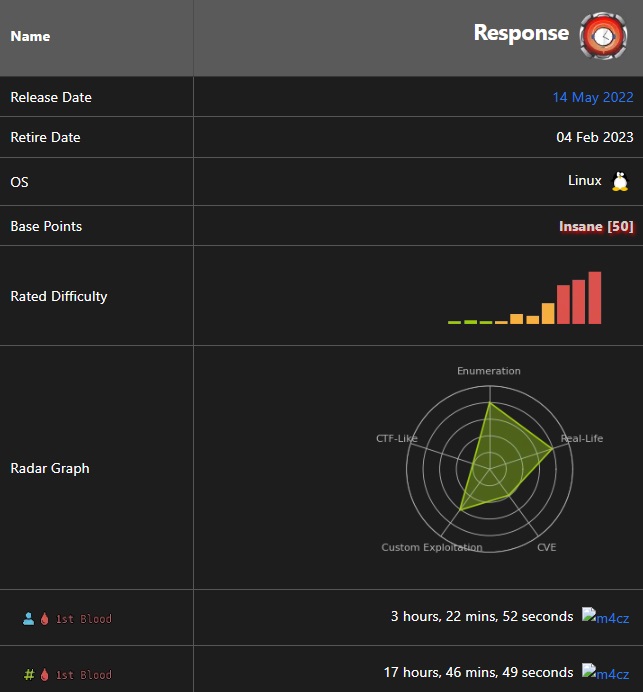 Name Response
Release Date 14 May 2022
Retire Date 04 Feb 2023
OS Linux
Base Points Insane [50]
Rated Difficulty
Radar Graph
Enumeration
CTF-Like Real-Life
Custom Exploitation CVE
1st Blood 3 hours, 22 mins, 52 seconds m4cz
# 1st Blood 17 hours, 46 mins, 49 seconds m4cz